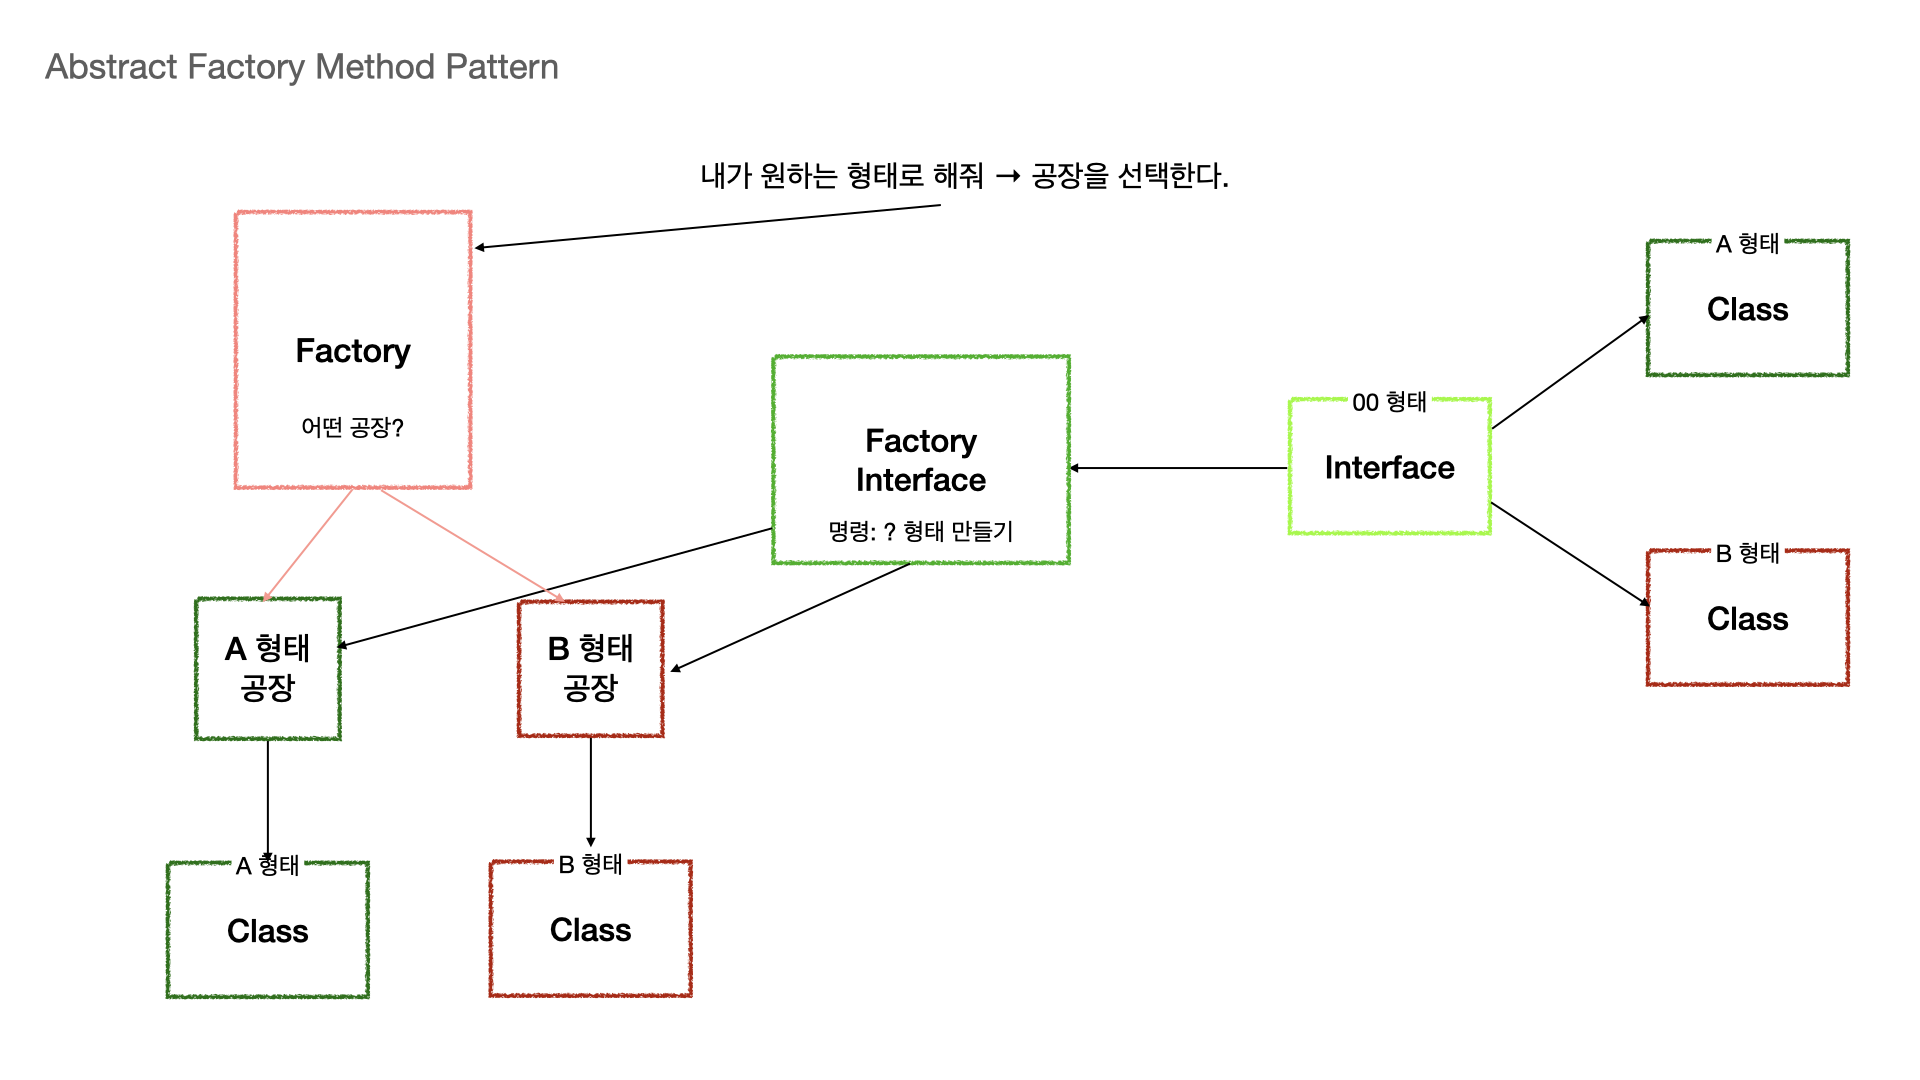 Abstract Factory Method Pattern
내가 원하는 형태로 해줘 → 공장을 선택한다.
Factory
어떤 공장?
Factory
Interface
명령: ? 형태 만들기
00 형태
Interface
A 형태
Class
B 형태
Class
A 형태
공장
B 형태
공장
A 형태
Class
B 형태
Class